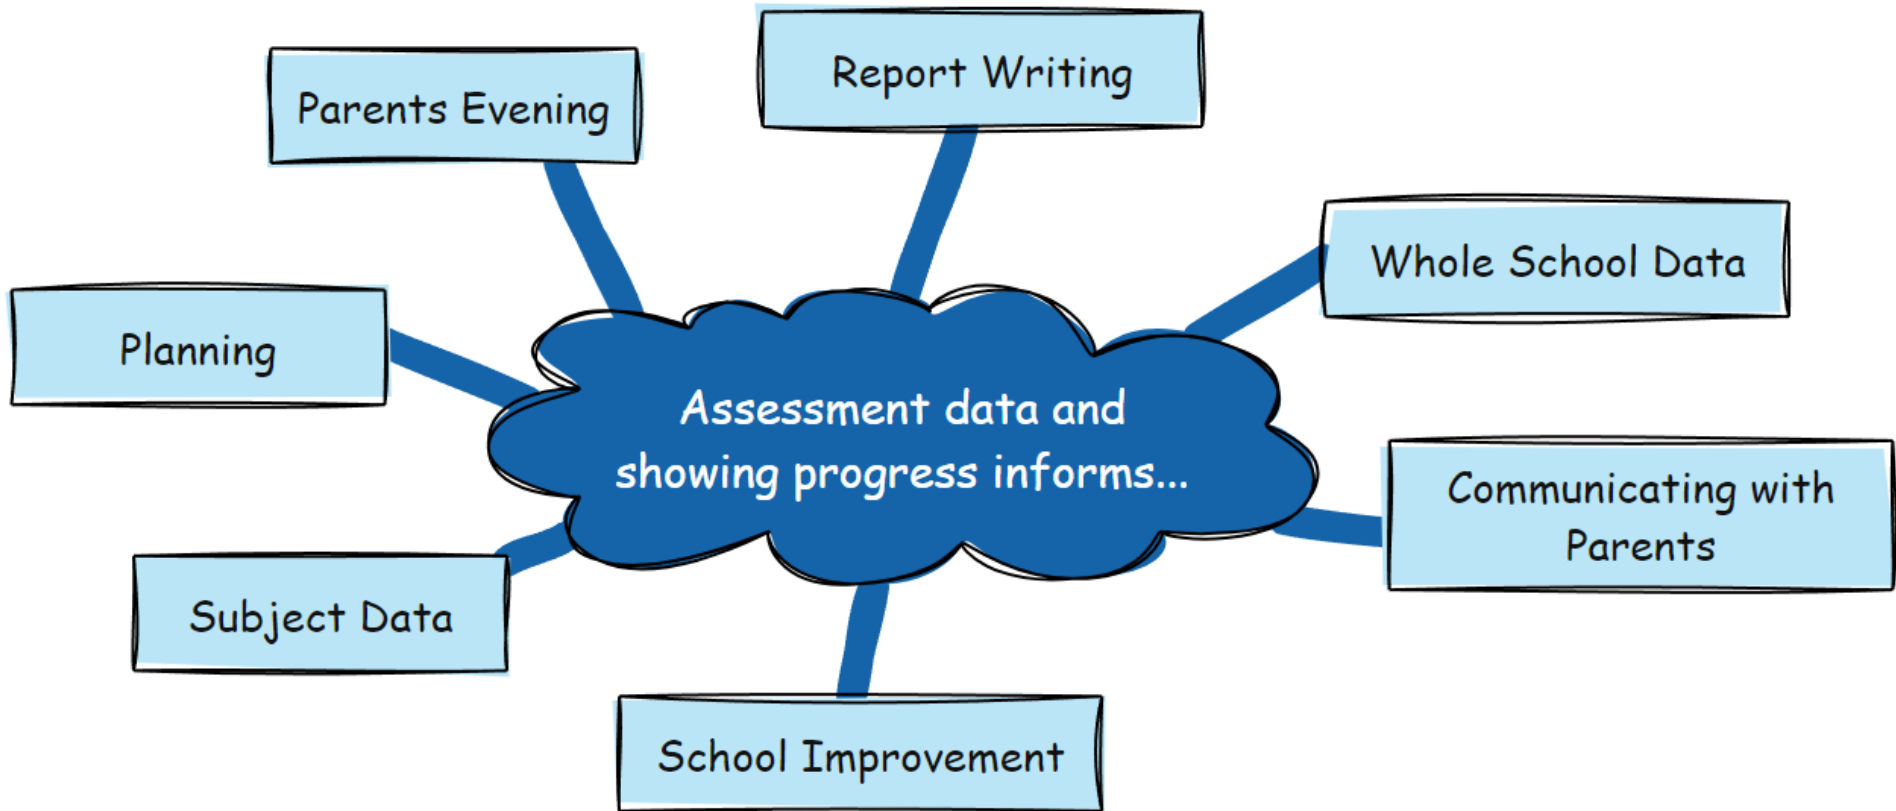 Report Writing
Parents Evening
Whole School Data
Planning
Assessment data and
showing progress informs...
Communicating with
Parents
Subject Data
School Improvement